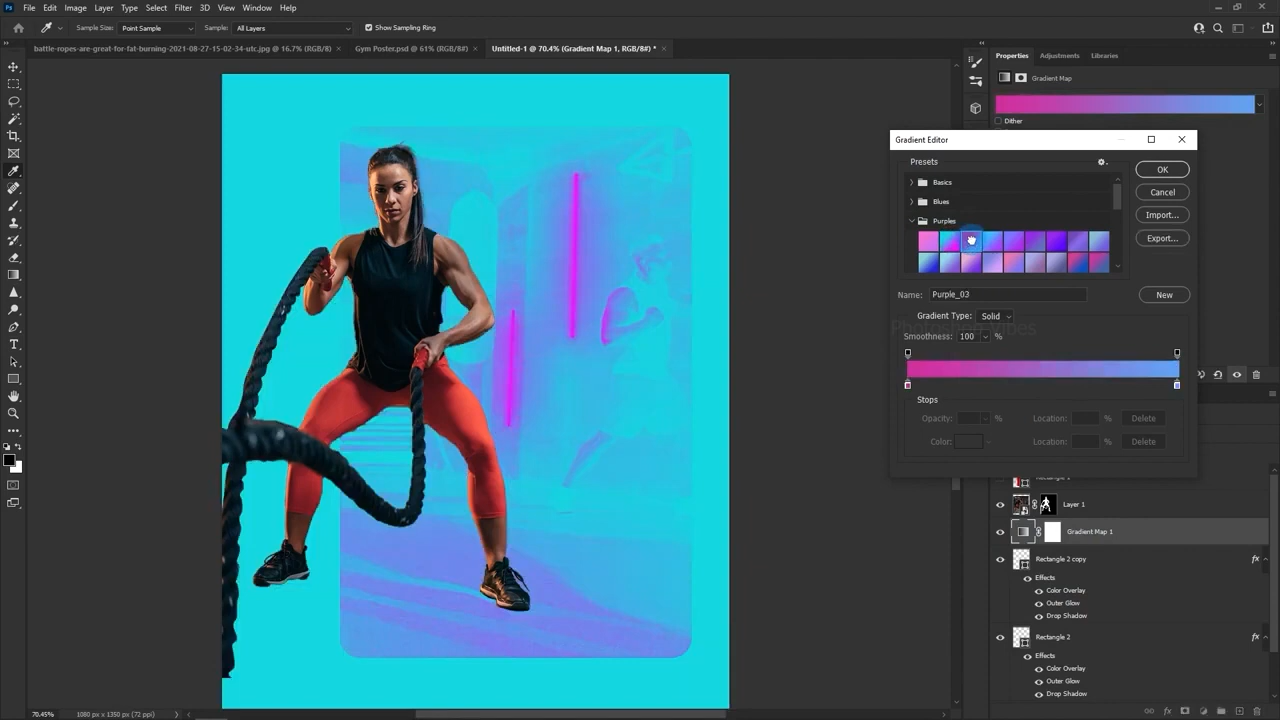 Ps File Edit Image Layer Type Select Filter 3D View Window Help
Sample Size: Point Sample Sample: All Layers Show Sampling Ring
battle-ropes-are-great-for-fat-burning-2021-08-27-15-02-34-utc.jpg @ 16.7% (RGB/8) × Gym Poster.psd @ 61% (RGB/8#) × Untitled-1 @ 70.4% (Gradient Map 1, RGB/8#) * ×
Properties Adjustments Libraries
Gradient Map
Dither
Gradient Editor
Presets
Basics
Blues
Purples
OK
Cancel
Import...
Export...
Name: Purple_03
New
Gradient Type: Solid
Photoshop Vibes
Smoothness: 100 %
Stops
Opacity: % Location: % Delete
Color: Location: % Delete
Rectangle 1
Layer 1
Gradient Map 1
Rectangle 2 copy fx
Effects
Color Overlay
Outer Glow
Drop Shadow
Rectangle 2 fx
Effects
Color Overlay
Outer Glow
Drop Shadow
70.45% 1080 px x 1350 px (72 ppi)
fx